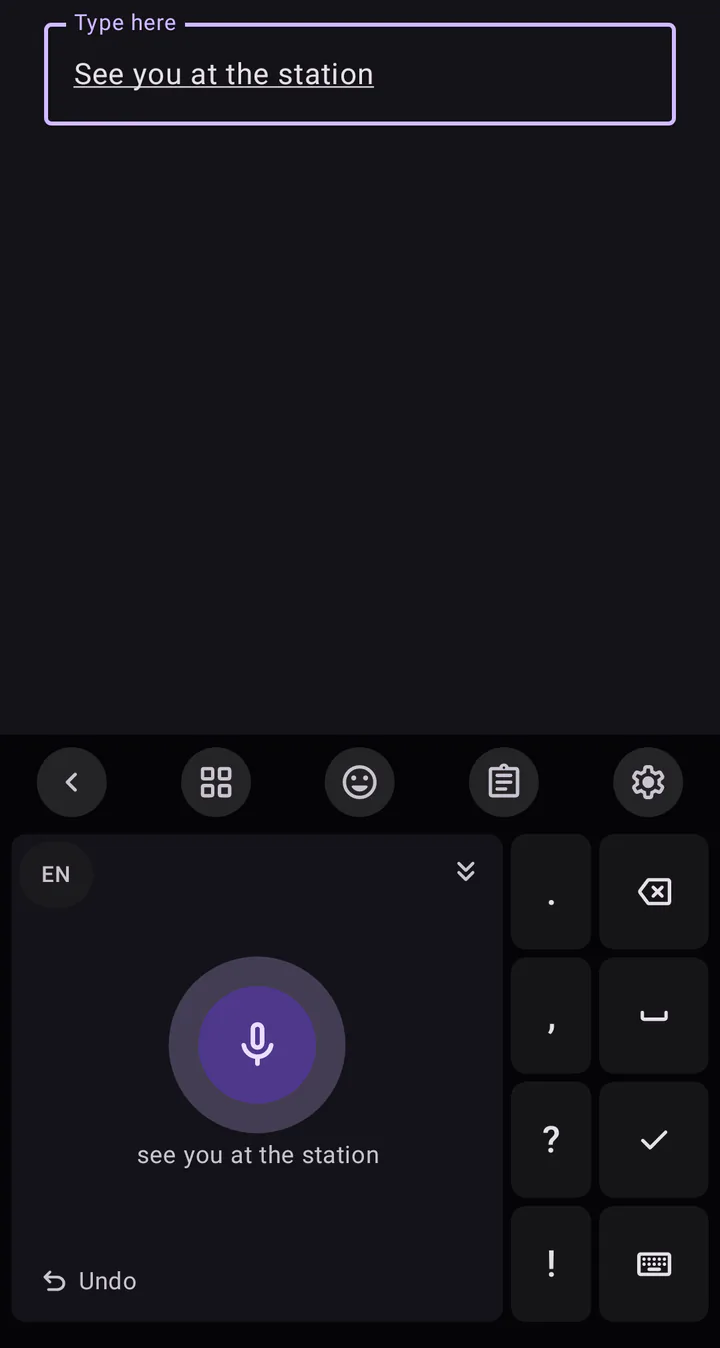 Type here
See you at the station
EN
.
,
see you at the station
?
!
Undo